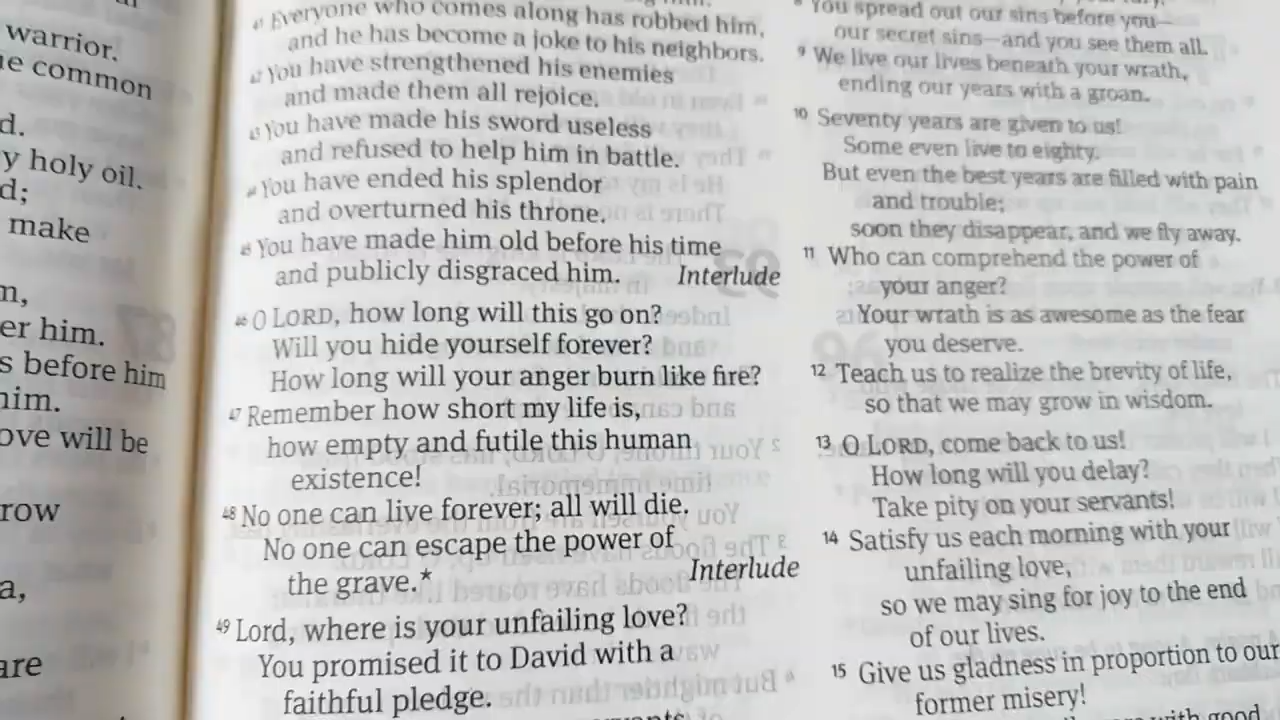 warrior.
e common
d.
y holy oil.
d;
make
n,
er him.
s before him
him.
ove will be
row
a,
are
41 Everyone who comes along has robbed him,
and he has become a joke to his neighbors.
42 You have strengthened his enemies
and made them all rejoice.
43 You have made his sword useless
and refused to help him in battle.
44 You have ended his splendor
and overturned his throne.
45 You have made him old before his time
and publicly disgraced him. Interlude
46 O LORD, how long will this go on?
Will you hide yourself forever?
How long will your anger burn like fire?
47 Remember how short my life is,
how empty and futile this human
existence!
48 No one can live forever; all will die.
No one can escape the power of
the grave.* Interlude
49 Lord, where is your unfailing love?
You promised it to David with a
faithful pledge.
8 You spread out our sins before you—
our secret sins—and you see them all.
9 We live our lives beneath your wrath,
ending our years with a groan.
10 Seventy years are given to us!
Some even live to eighty.
But even the best years are filled with pain
and trouble;
soon they disappear, and we fly away.
11 Who can comprehend the power of
your anger?
Your wrath is as awesome as the fear
you deserve.
12 Teach us to realize the brevity of life,
so that we may grow in wisdom.
13 O LORD, come back to us!
How long will you delay?
Take pity on your servants!
14 Satisfy us each morning with your
unfailing love,
so we may sing for joy to the end
of our lives.
15 Give us gladness in proportion to our
former misery!
with good